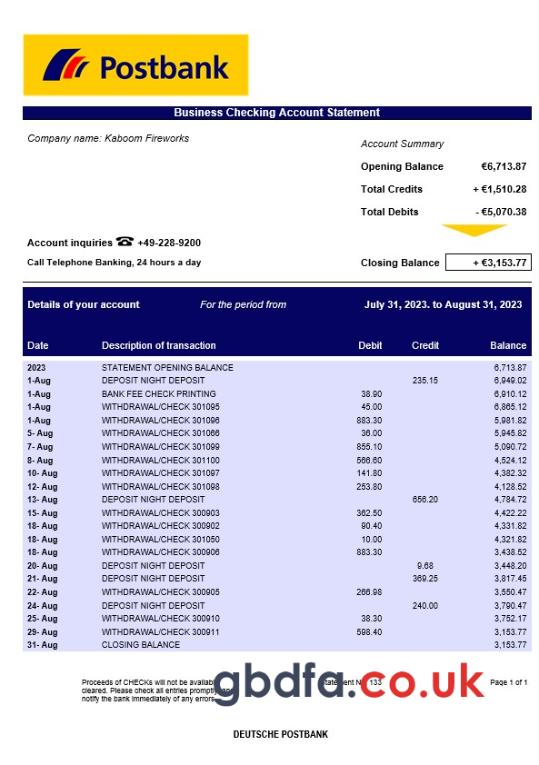 Postbank
Business Checking Account Statement
Company name: Kaboom Fireworks
Account Summary
Opening Balance €6,713.87
Total Credits + €1,510.28
Total Debits - €5,070.38
Account inquiries ☎ +49-228-9200
Call Telephone Banking, 24 hours a day
Closing Balance + €3,153.77
Details of your account For the period from July 31, 2023. to August 31, 2023
Date Description of transaction Debit Credit Balance
2023 STATEMENT OPENING BALANCE 6,713.87
1-Aug DEPOSIT NIGHT DEPOSIT 235.15 6,949.02
1-Aug BANK FEE CHECK PRINTING 38.90 6,910.12
1-Aug WITHDRAWAL/CHECK 301095 45.00 6,865.12
1-Aug WITHDRAWAL/CHECK 301096 883.30 5,981.82
5- Aug WITHDRAWAL/CHECK 301066 36.00 5,945.82
7- Aug WITHDRAWAL/CHECK 301099 855.10 5,090.72
8- Aug WITHDRAWAL/CHECK 301100 566.60 4,524.12
10- Aug WITHDRAWAL/CHECK 301097 141.80 4,382.32
12- Aug WITHDRAWAL/CHECK 301098 253.80 4,128.52
13- Aug DEPOSIT NIGHT DEPOSIT 656.20 4,784.72
15- Aug WITHDRAWAL/CHECK 300903 362.50 4,422.22
18- Aug WITHDRAWAL/CHECK 300902 90.40 4,331.82
18- Aug WITHDRAWAL/CHECK 301050 10.00 4,321.82
18- Aug WITHDRAWAL/CHECK 300906 883.30 3,438.52
20- Aug DEPOSIT NIGHT DEPOSIT 9.68 3,448.20
21- Aug DEPOSIT NIGHT DEPOSIT 369.25 3,817.45
22- Aug WITHDRAWAL/CHECK 300905 266.98 3,550.47
24- Aug DEPOSIT NIGHT DEPOSIT 240.00 3,790.47
25- Aug WITHDRAWAL/CHECK 300910 38.30 3,752.17
29- Aug WITHDRAWAL/CHECK 300911 598.40 3,153.77
31- Aug CLOSING BALANCE 3,153.77
Proceeds of CHECKs will not be available 133 Page 1 of 1
cleared. Please check all entries
notify the bank immediately of any errors
gbdfa.co.uk
DEUTSCHE POSTBANK